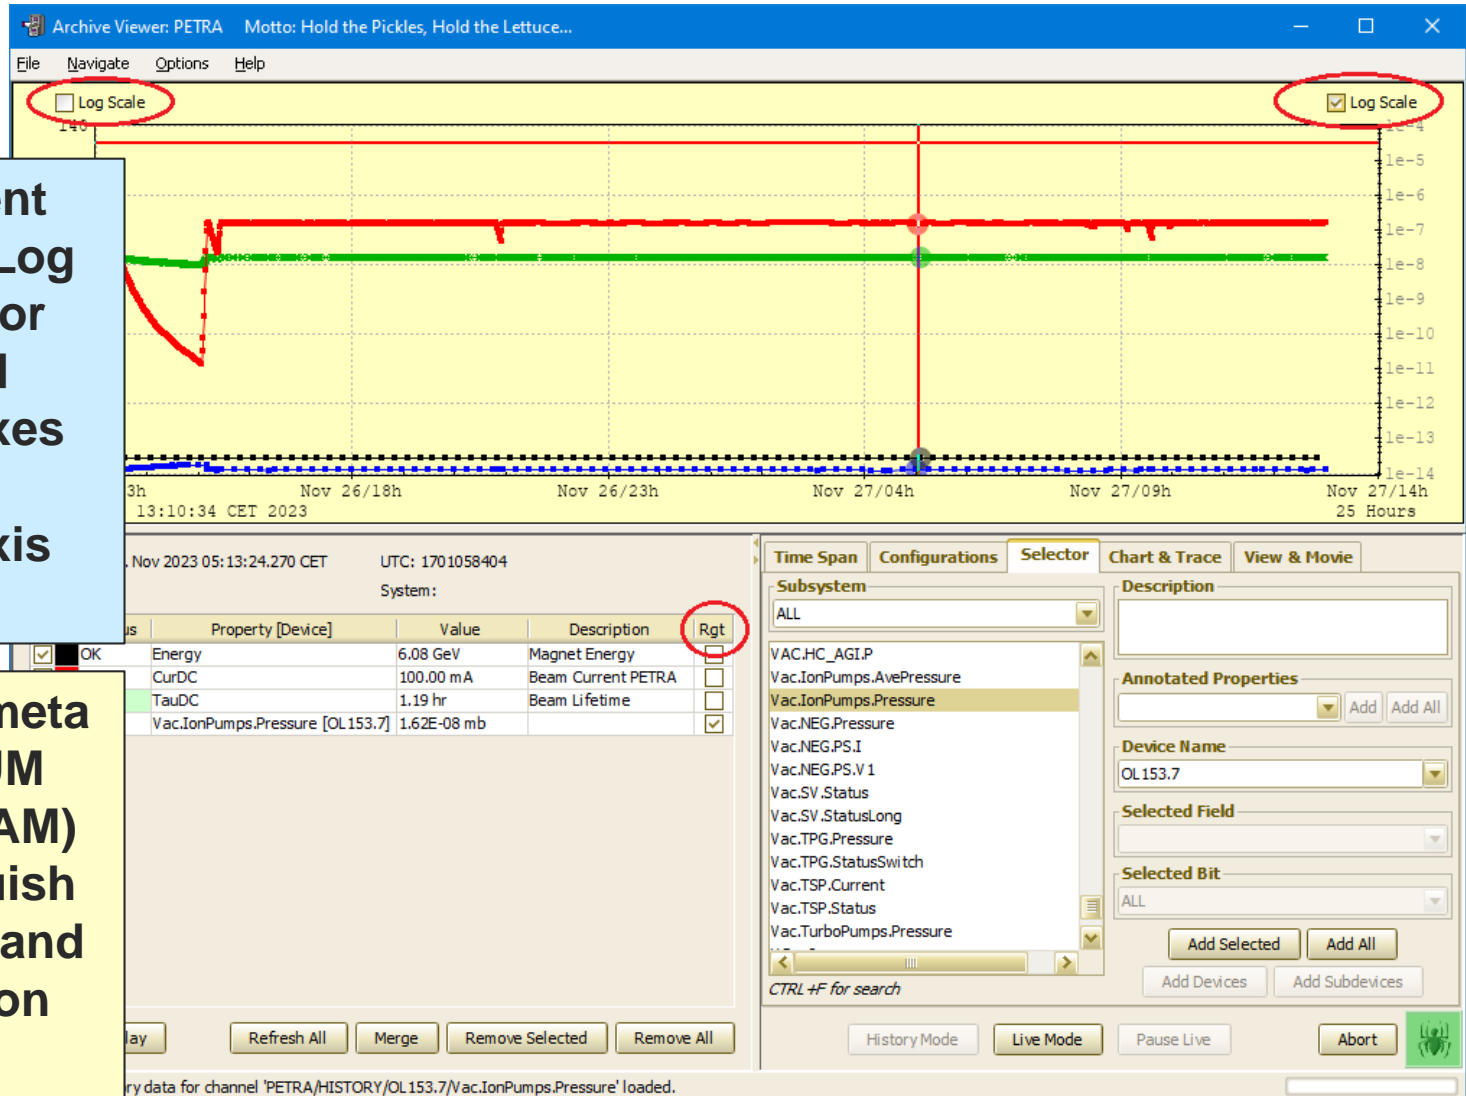 Archive Viewer: PETRA Motto: Hold the Pickles, Hold the Lettuce...
File Navigate Options Help
Log Scale
Log Scale
140
1e-4
1e-5
1e-6
1e-7
1e-8
1e-9
1e-10
1e-11
1e-12
1e-13
1e-14
3h Nov 26/18h Nov 26/23h Nov 27/04h Nov 27/09h Nov 27/14h
13:10:34 CET 2023 25 Hours
ent
Log
or
d
xes
xis
. Nov 2023 05:13:24.270 CET UTC: 1701058404
System:
us Property [Device] Value Description Rgt
OK Energy 6.08 GeV Magnet Energy
CurDC 100.00 mA Beam Current PETRA
TauDC 1.19 hr Beam Lifetime
Vac.IonPumps.Pressure [OL153.7] 1.62E-08 mb
meta
UM
AM)
uish
and
on
lay Refresh All Merge Remove Selected Remove All
ry data for channel 'PETRA/HISTORY/OL153.7/Vac.IonPumps.Pressure' loaded.
Time Span Configurations Selector Chart & Trace View & Movie
Subsystem
ALL
VAC.HC_AGI.P
Vac.IonPumps.AvePressure
Vac.IonPumps.Pressure
Vac.NEG.Pressure
Vac.NEG.PS.I
Vac.NEG.PS.V1
Vac.SV.Status
Vac.SV.StatusLong
Vac.TPG.Pressure
Vac.TPG.StatusSwitch
Vac.TSP.Current
Vac.TSP.Status
Vac.TurboPumps.Pressure
CTRL+F for search
Description
Annotated Properties
Add Add All
Device Name
OL153.7
Selected Field
Selected Bit
ALL
Add Selected Add All
Add Devices Add Subdevices
History Mode Live Mode Pause Live Abort